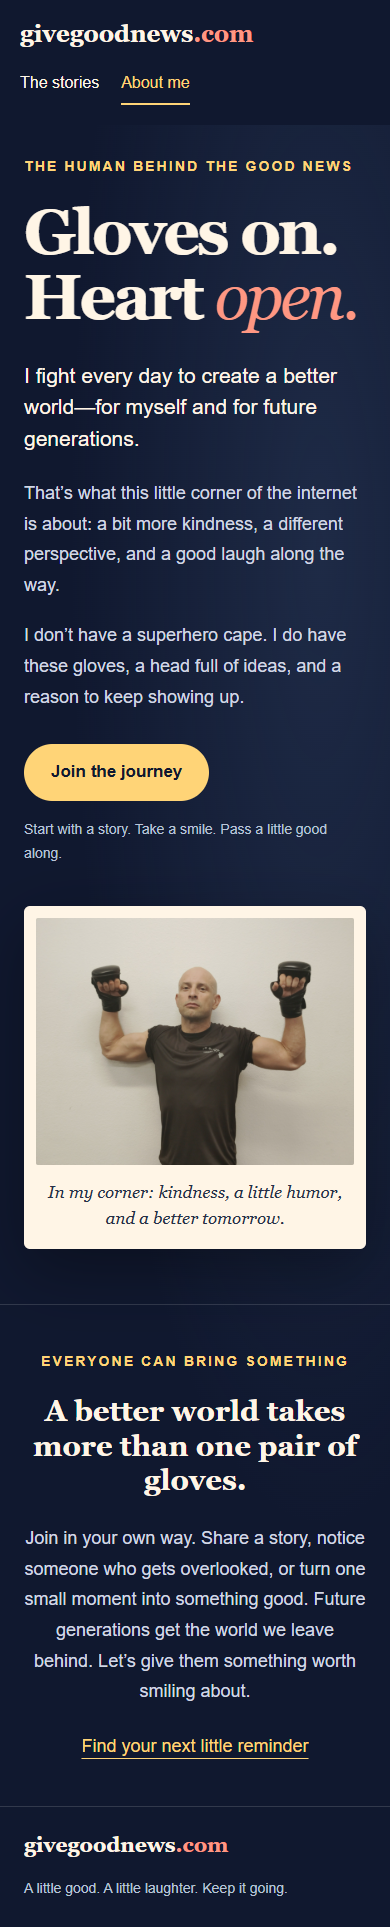 givegoodnews.com
The stories About me
THE HUMAN BEHIND THE GOOD NEWS
Gloves on.
Heart open.
I fight every day to create a better
world—for myself and for future
generations.
That’s what this little corner of the internet
is about: a bit more kindness, a different
perspective, and a good laugh along the
way.
I don’t have a superhero cape. I do have
these gloves, a head full of ideas, and a
reason to keep showing up.
Join the journey
Start with a story. Take a smile. Pass a little good
along.
In my corner: kindness, a little humor,
and a better tomorrow.
EVERYONE CAN BRING SOMETHING
A better world takes
more than one pair of
gloves.
Join in your own way. Share a story, notice
someone who gets overlooked, or turn one
small moment into something good. Future
generations get the world we leave
behind. Let’s give them something worth
smiling about.
Find your next little reminder
givegoodnews.com
A little good. A little laughter. Keep it going.